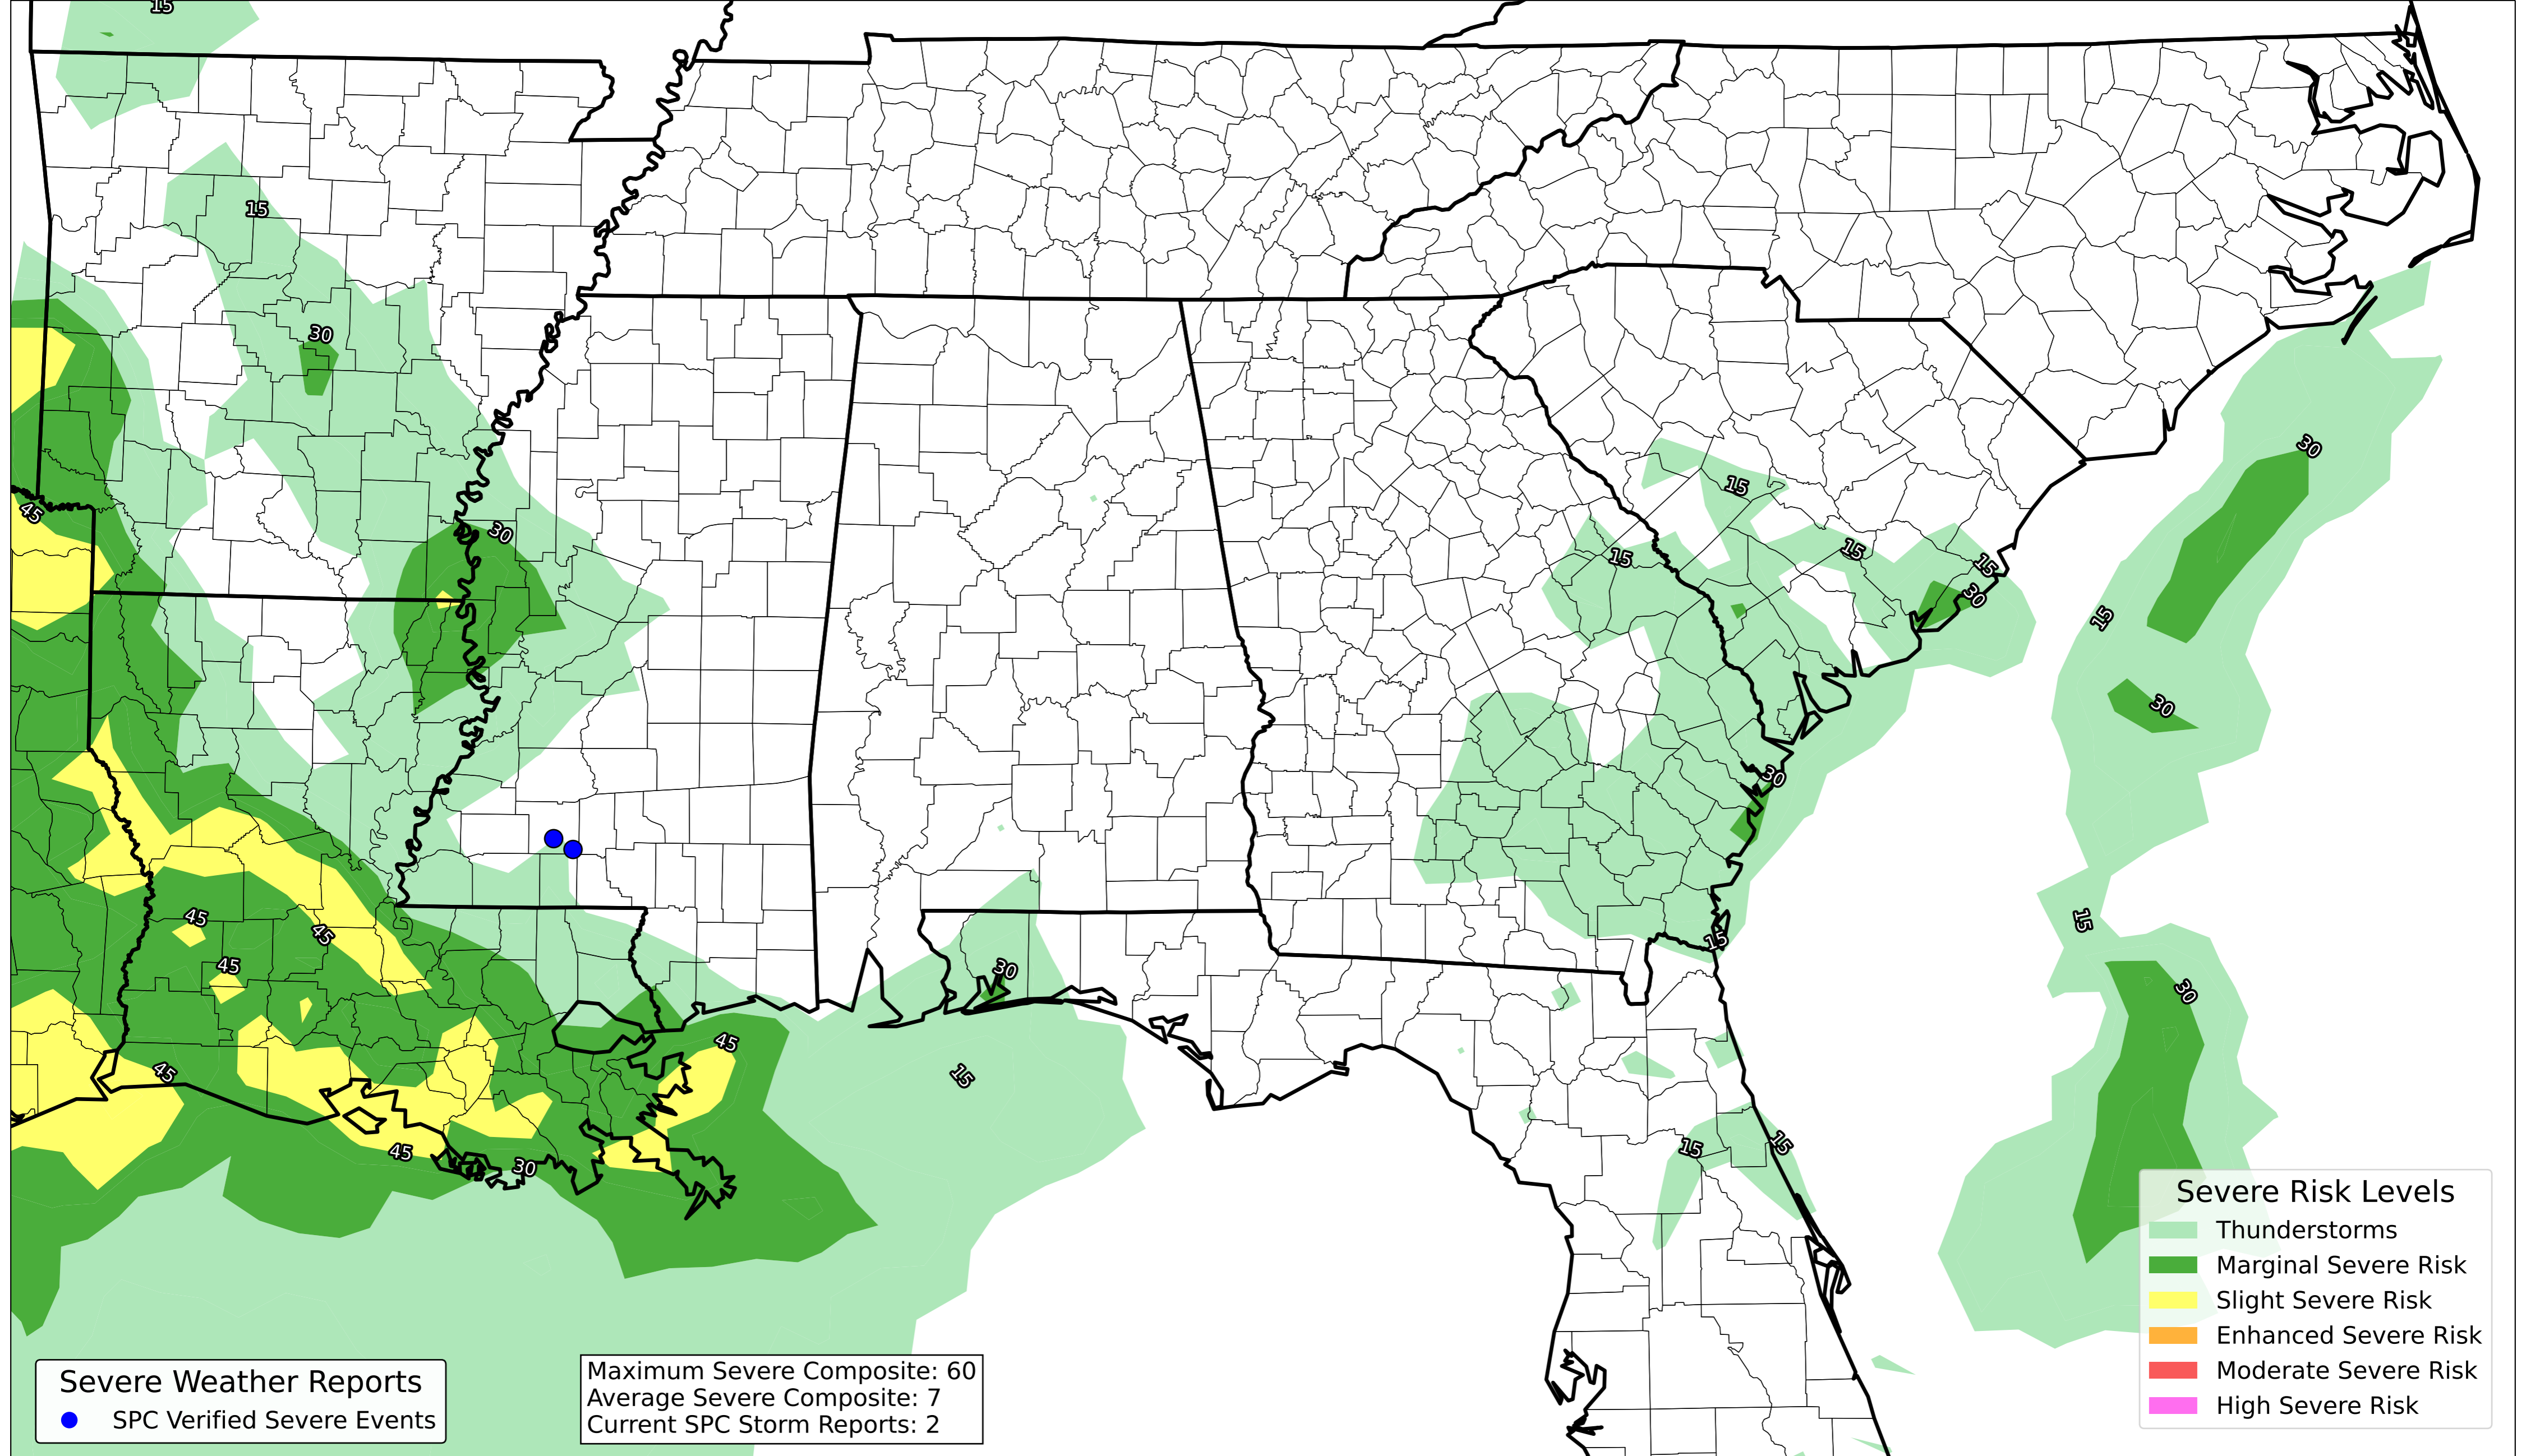 15
15
30
45
30
30
15
15
15
15
15
30
15
30
30
45
45
15
45
15
30
30
45
45
15
45
30
15
15
Severe Risk Levels
Thunderstorms
Marginal Severe Risk
Slight Severe Risk
Enhanced Severe Risk
Moderate Severe Risk
High Severe Risk
Severe Weather Reports
SPC Verified Severe Events
Maximum Severe Composite: 60
Average Severe Composite: 7
Current SPC Storm Reports: 2